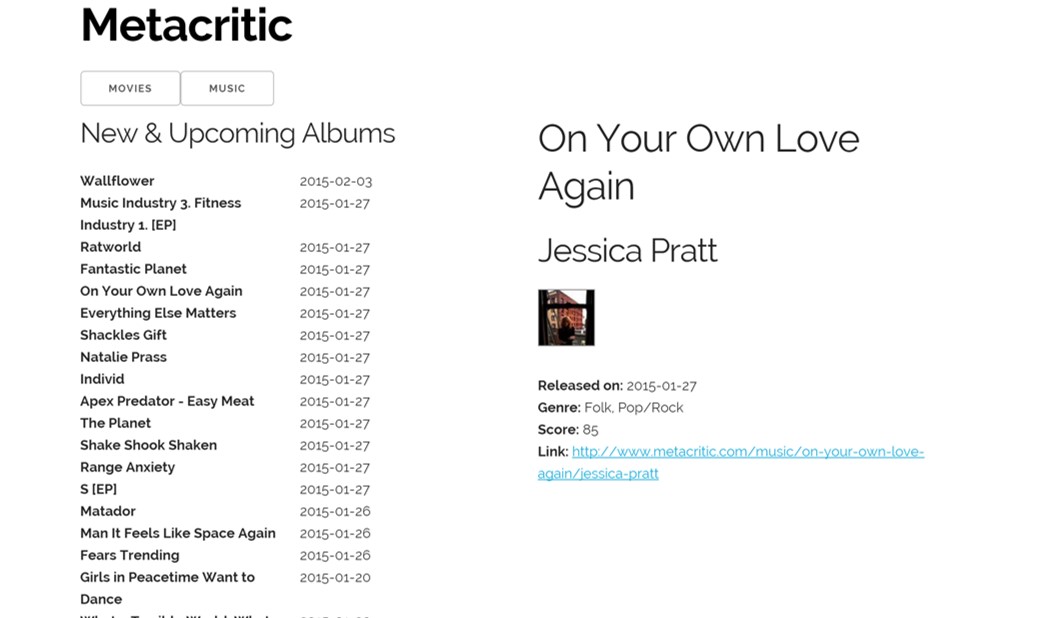 Metacritic
MOVIES MUSIC
New & Upcoming Albums
Wallflower 2015-02-03
Music Industry 3. Fitness 2015-01-27
Industry 1. [EP]
Ratworld 2015-01-27
Fantastic Planet 2015-01-27
On Your Own Love Again 2015-01-27
Everything Else Matters 2015-01-27
Shackles Gift 2015-01-27
Natalie Prass 2015-01-27
Individ 2015-01-27
Apex Predator - Easy Meat 2015-01-27
The Planet 2015-01-27
Shake Shook Shaken 2015-01-27
Range Anxiety 2015-01-27
S [EP] 2015-01-27
Matador 2015-01-26
Man It Feels Like Space Again 2015-01-26
Fears Trending 2015-01-26
Girls in Peacetime Want to 2015-01-20
Dance
On Your Own Love
Again
Jessica Pratt
Released on: 2015-01-27
Genre: Folk, Pop/Rock
Score: 85
Link: http://www.metacritic.com/music/on-your-own-love-
again/jessica-pratt